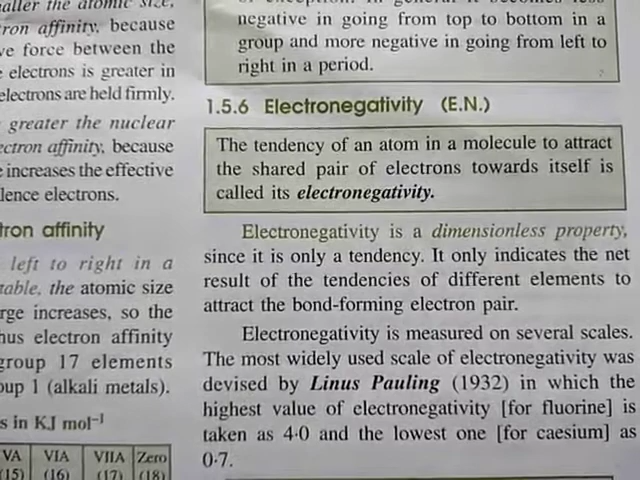 aller the atomic size,
ron affinity, because
ve force between the
e electrons is greater in
electrons are held firmly.
greater the nuclear
ectron affinity, because
increases the effective
lence electrons.
tron affinity
left to right in a
table, the atomic size
rge increases, so the
hus electron affinity
group 17 elements
oup 1 (alkali metals).
s in KJ mol⁻¹
VA VIA VIIA Zero
(15) (16) (17) (18)
negative in going from top to bottom in a
group and more negative in going from left to
right in a period.
1.5.6 Electronegativity (E.N.)
The tendency of an atom in a molecule to attract
the shared pair of electrons towards itself is
called its electronegativity.
Electronegativity is a dimensionless property,
since it is only a tendency. It only indicates the net
result of the tendencies of different elements to
attract the bond-forming electron pair.
Electronegativity is measured on several scales.
The most widely used scale of electronegativity was
devised by Linus Pauling (1932) in which the
highest value of electronegativity [for fluorine] is
taken as 4·0 and the lowest one [for caesium] as
0·7.